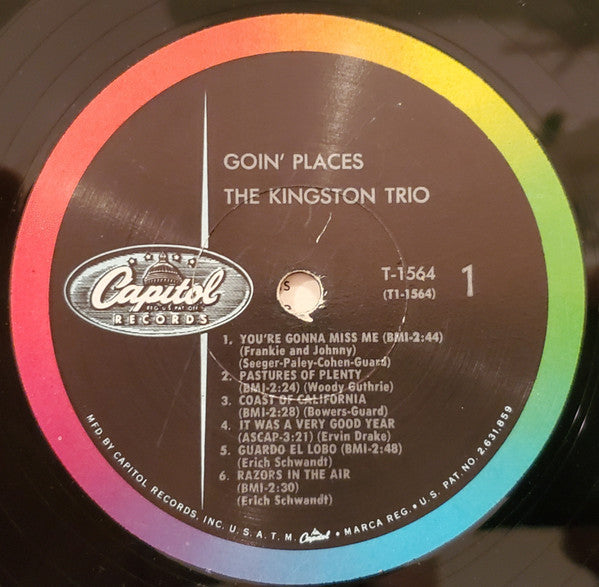 GOIN' PLACES
THE KINGSTON TRIO
T-1564 1
(T1-1564)
Capitol
REG. U.S. PAT. OFF.
RECORDS
1. YOU'RE GONNA MISS ME (BMI-2:44)
(Frankie and Johnny)
(Seeger-Paley-Cohen-Guard)
2. PASTURES OF PLENTY
(BMI-2:24) (Woody Guthrie)
3. COAST OF CALIFORNIA
(BMI-2:28) (Bowers-Guard)
4. IT WAS A VERY GOOD YEAR
(ASCAP-3:21) (Ervin Drake)
5. GUARDO EL LOBO (BMI-2:48)
(Erich Schwandt)
6. RAZORS IN THE AIR
(BMI-2:30)
(Erich Schwandt)
MFD BY CAPITOL RECORDS, INC. U.S.A. T.M. Capitol • MARCA REG. • U.S. PAT. NO. 2,631,859